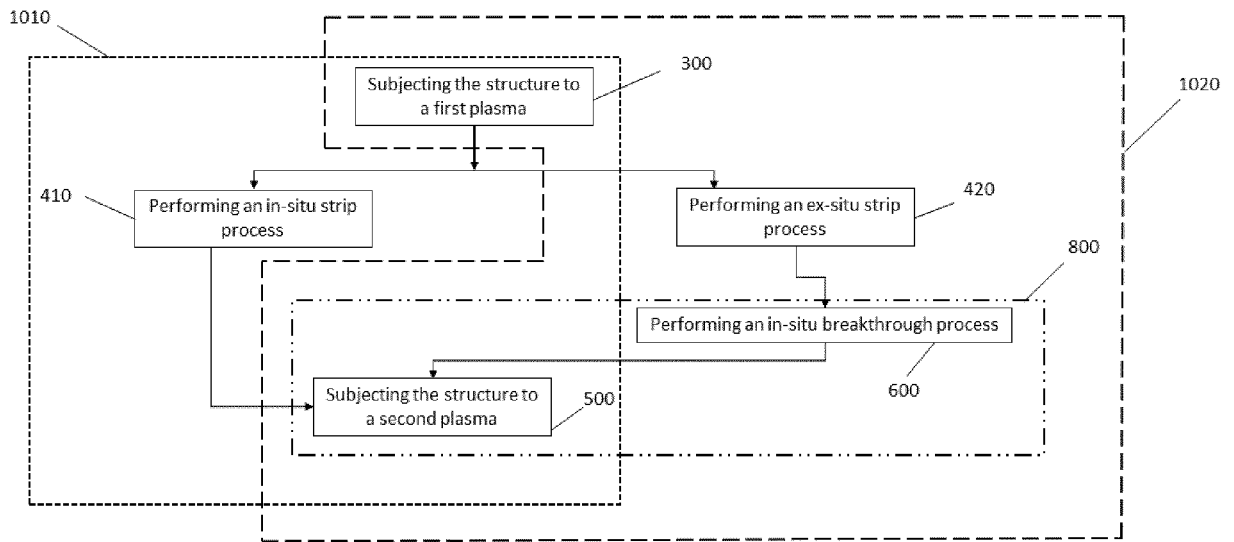 1010
300
Subjecting the structure to
a first plasma
1020
410
Performing an in-situ strip
process
Performing an ex-situ strip
process
420
800
Performing an in-situ breakthrough process
600
Subjecting the structure to
a second plasma
500